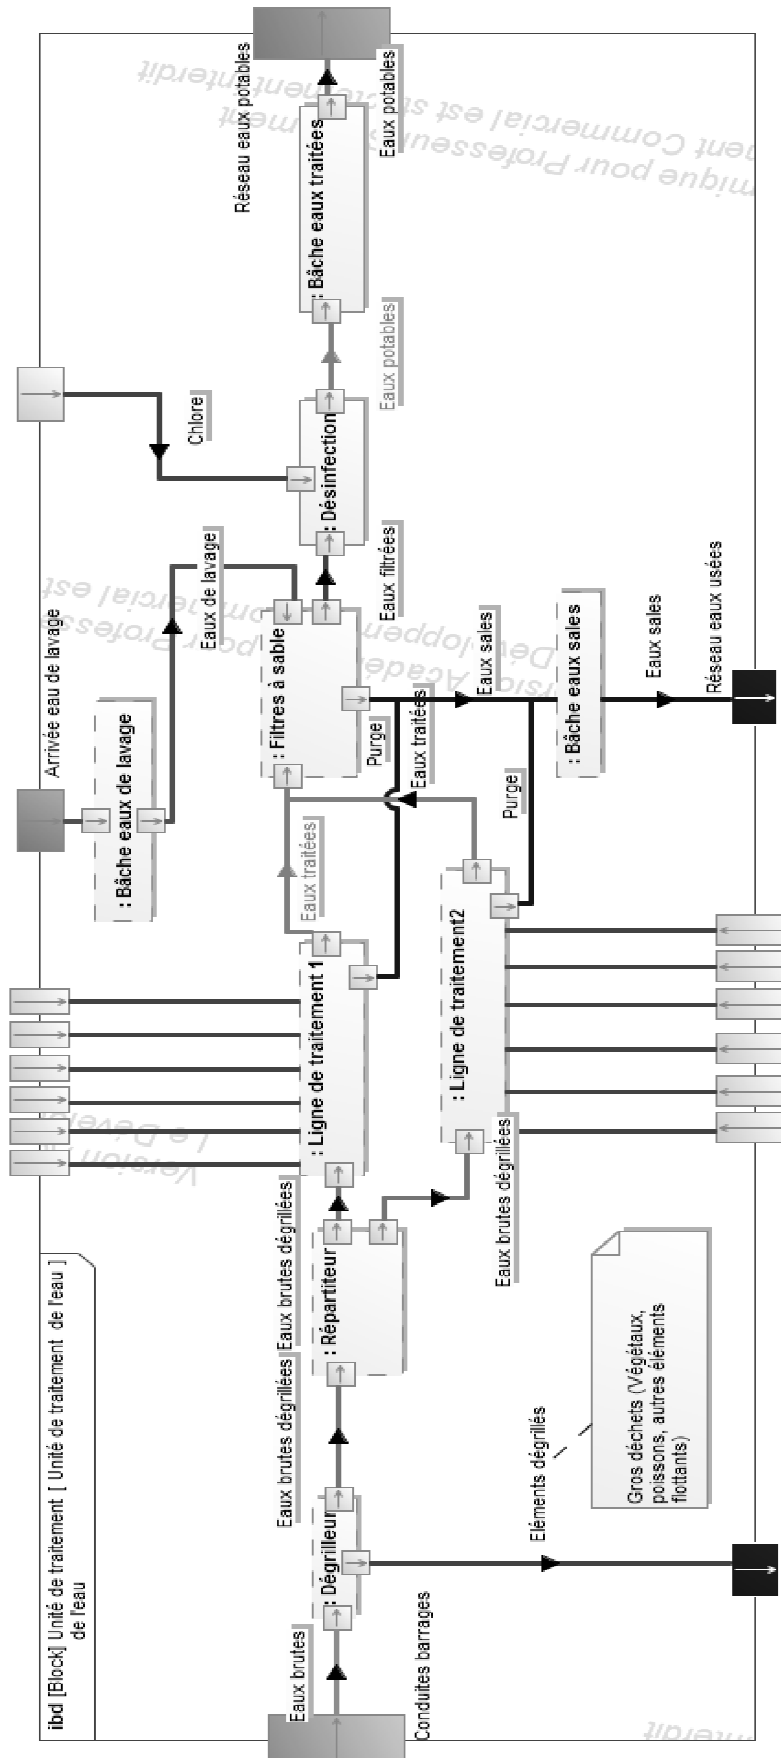 ibd [Block] Unité de traitement [ Unité de traitement de l'eau ]
de l'eau
Eaux brutes
Conduites barrages
: Dégrilleur
Eaux brutes dégrillées
Eléments dégrillés
Gros déchets (Végétaux,
poissons, autres éléments
flottants)
: Répartiteur
Eaux brutes dégrillées
Eaux brutes dégrillées
: Ligne de traitement 1
: Ligne de traitement2
Eaux traitées
Eaux traitées
Purge
Purge
Arrivée eau de lavage
: Bâche eaux de lavage
Eaux de lavage
: Filtres à sable
Eaux sales
: Bâche eaux sales
Eaux sales
Réseau eaux usées
Eaux filtrées
: Désinfection
Chlore
Eaux potables
: Bâche eaux traitées
Eaux potables
Réseau eaux potables